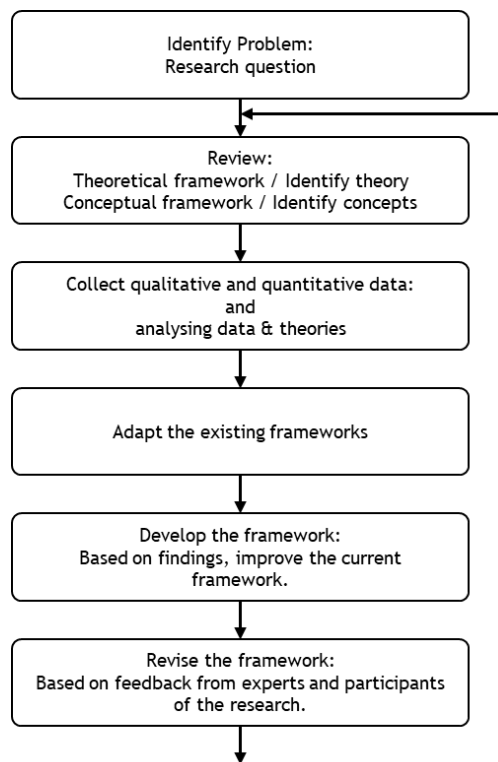 Identify Problem:
Research question
Review:
Theoretical framework / Identify theory
Conceptual framework / Identify concepts
Collect qualitative and quantitative data:
and
analysing data & theories
Adapt the existing frameworks
Develop the framework:
Based on findings, improve the current
framework.
Revise the framework:
Based on feedback from experts and participants
of the research.